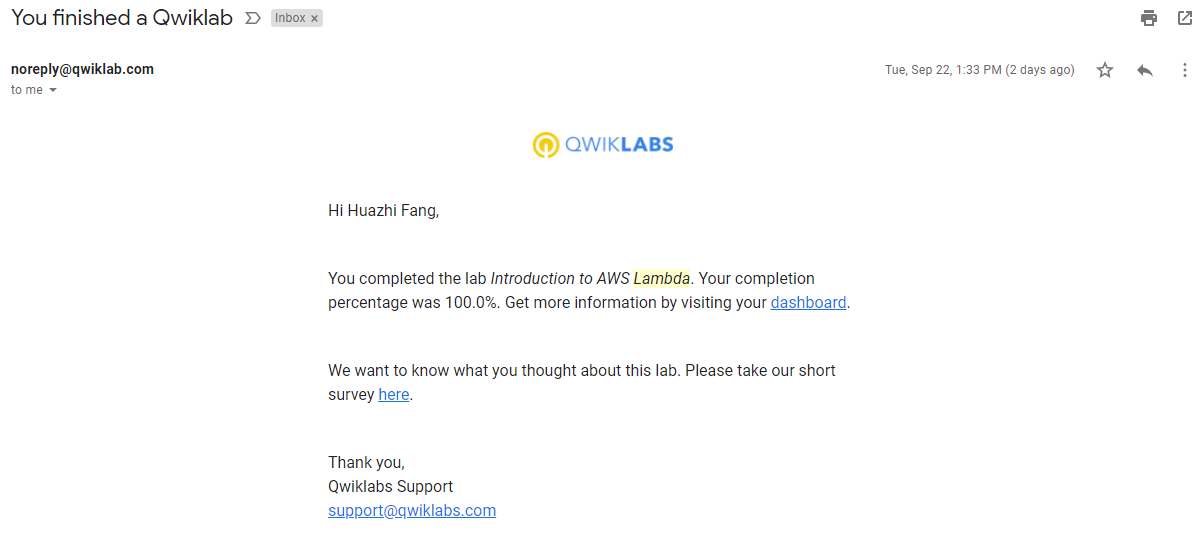 You finished a Qwiklab
Inbox ×
noreply@qwiklab.com
Tue, Sep 22, 1:33 PM (2 days ago)
to me
QWIKLABS
Hi Huazhi Fang,
You completed the lab Introduction to AWS Lambda. Your completion
percentage was 100.0%. Get more information by visiting your dashboard.
We want to know what you thought about this lab. Please take our short
survey here.
Thank you,
Qwiklabs Support
support@qwiklabs.com